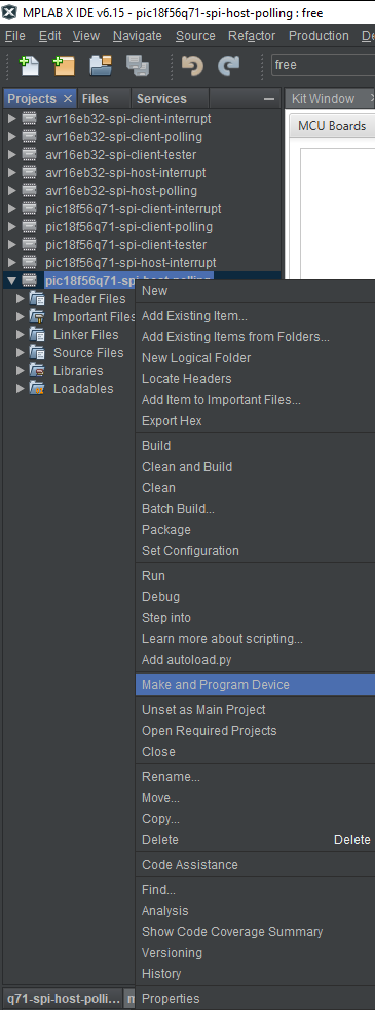 MPLAB X IDE v6.15 - pic18f56q71-spi-host-polling : free
File Edit View Navigate Source Refactor Production D
free
Projects × Files Services
Kit Window
MCU Boards
avr16eb32-spi-client-interrupt
avr16eb32-spi-client-polling
avr16eb32-spi-client-tester
avr16eb32-spi-host-interrupt
avr16eb32-spi-host-polling
pic18f56q71-spi-client-interrupt
pic18f56q71-spi-client-polling
pic18f56q71-spi-client-tester
pic18f56q71-spi-host-interrupt
pic18f56q71-spi-host-polling
Header Files
Important Files
Linker Files
Source Files
Libraries
Loadables
New
Add Existing Item...
Add Existing Items from Folders...
New Logical Folder
Locate Headers
Add Item to Important Files...
Export Hex
Build
Clean and Build
Clean
Batch Build...
Package
Set Configuration
Run
Debug
Step into
Learn more about scripting...
Add autoload.py
Make and Program Device
Unset as Main Project
Open Required Projects
Close
Rename...
Move...
Copy...
Delete Delete
Code Assistance
Find...
Analysis
Show Code Coverage Summary
Versioning
History
Properties
q71-spi-host-polli...